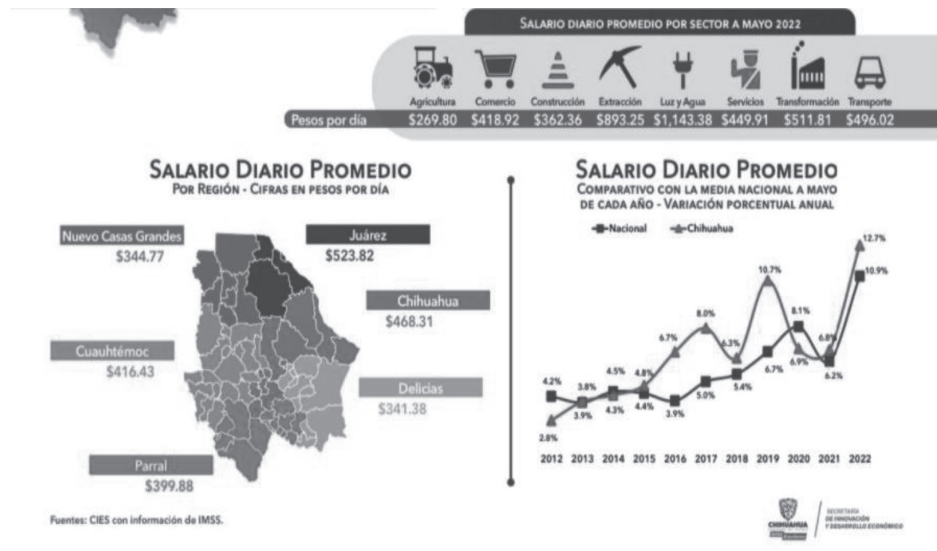 SALARIO DIARIO PROMEDIO POR SECTOR A MAYO 2022
Agricultura Comercio Construcción Extracción Luz y Agua Servicios Transformación Transporte
Pesos por día $269.80 $418.92 $362.36 $893.25 $1,143.38 $449.91 $511.81 $496.02
SALARIO DIARIO PROMEDIO
POR REGIÓN - CIFRAS EN PESOS POR DÍA
Nuevo Casas Grandes
$344.77
Juárez
$523.82
Chihuahua
$468.31
Cuauhtémoc
$416.43
Delicias
$341.38
Parral
$399.88
Fuentes: CIES con información de IMSS.
SALARIO DIARIO PROMEDIO
COMPARATIVO CON LA MEDIA NACIONAL A MAYO
DE CADA AÑO - VARIACIÓN PORCENTUAL ANUAL
Nacional Chihuahua
12.7%
10.9%
10.7%
8.0%
8.1%
6.7%
6.3%
6.8%
6.9%
6.7%
6.2%
4.2%
3.8%
4.5%
4.8%
5.0%
5.4%
3.9%
4.3%
4.4%
3.9%
2.8%
2012 2013 2014 2015 2016 2017 2018 2019 2020 2021 2022
CHIHUAHUA
SECRETARÍA
DE INNOVACIÓN
Y DESARROLLO ECONÓMICO